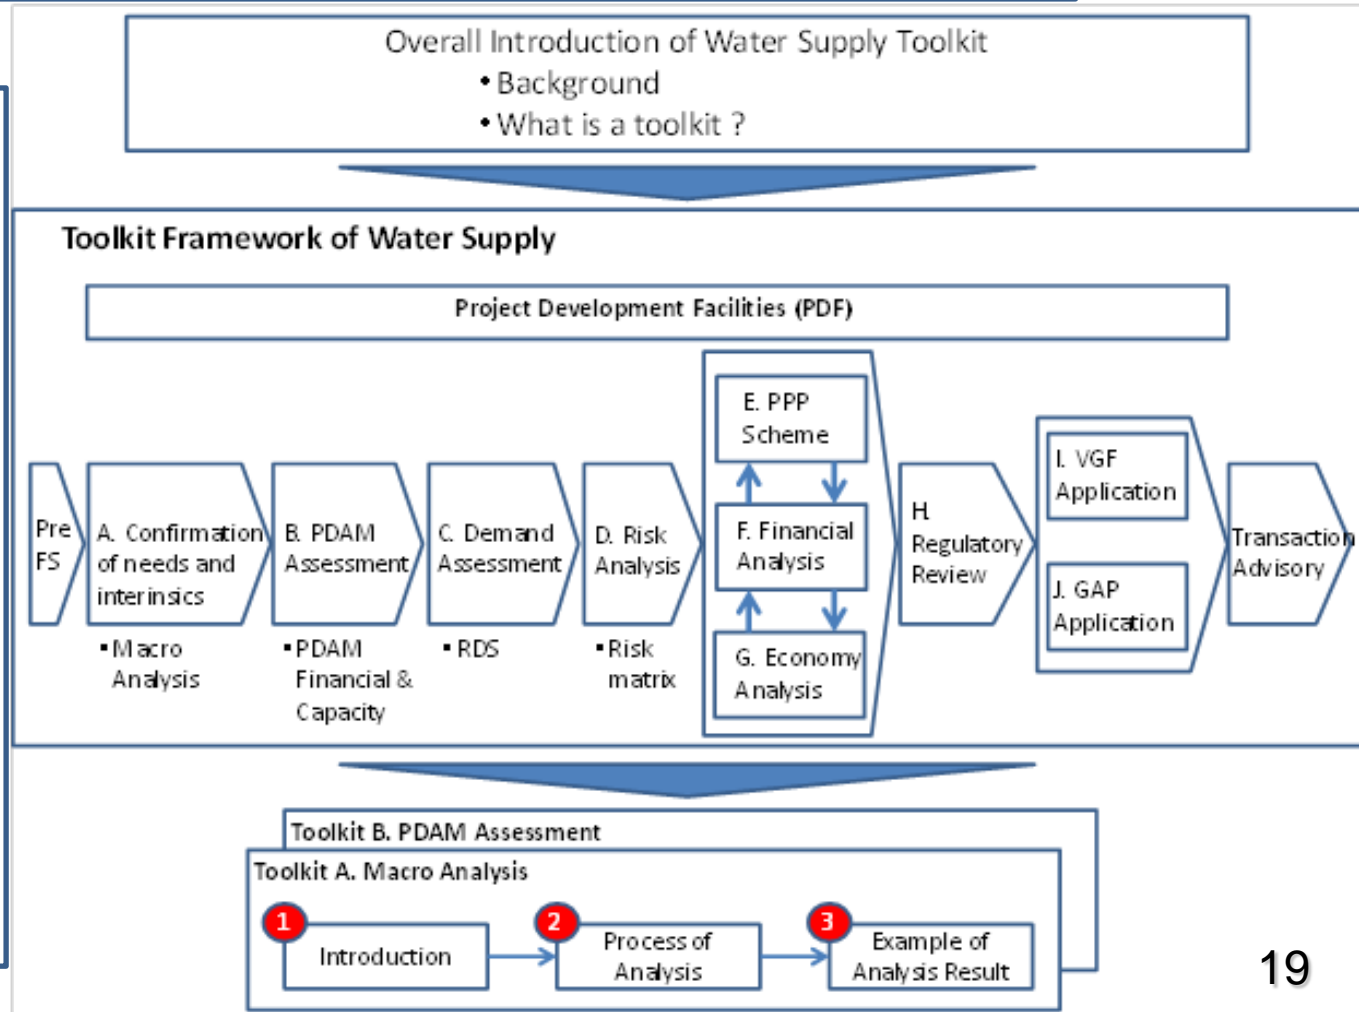 Overall Introduction of Water Supply Toolkit
• Background
• What is a toolkit ?
Toolkit Framework of Water Supply
Project Development Facilities (PDF)
Pre
FS
A. Confirmation
of needs and
interinsics
▪ Macro
Analysis
B. PDAM
Assessment
▪ PDAM
Financial &
Capacity
C. Demand
Assessment
▪ RDS
D. Risk
Analysis
▪ Risk
matrix
E. PPP
Scheme
F. Financial
Analysis
G. Economy
Analysis
H.
Regulatory
Review
I. VGF
Application
J. GAP
Application
Transaction
Advisory
Toolkit B. PDAM Assessment
Toolkit A. Macro Analysis
1
Introduction
2
Process of
Analysis
3
Example of
Analysis Result
19